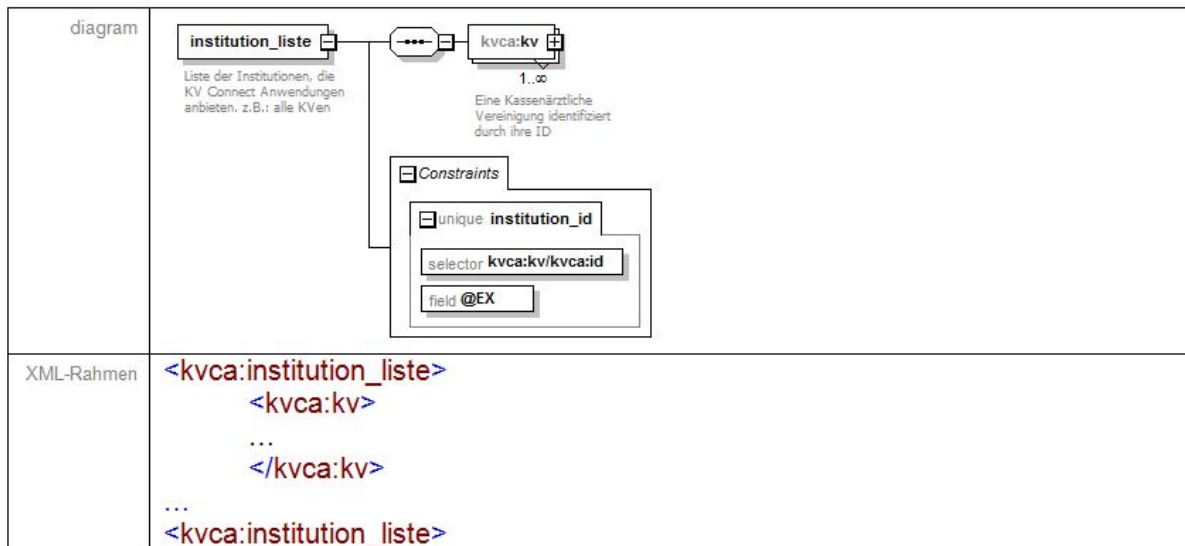 diagram
institution_liste
Liste der Institutionen, die
KV Connect Anwendungen
anbieten. z.B.: alle KVen
kvca:kv
1..∞
Eine Kassenärztliche
Vereinigung identifiziert
durch ihre ID
Constraints
unique institution_id
selector kvca:kv/kvca:id
field @EX
XML-Rahmen
<kvca:institution_liste>
<kvca:kv>
...
</kvca:kv>
...
<kvca:institution_liste>